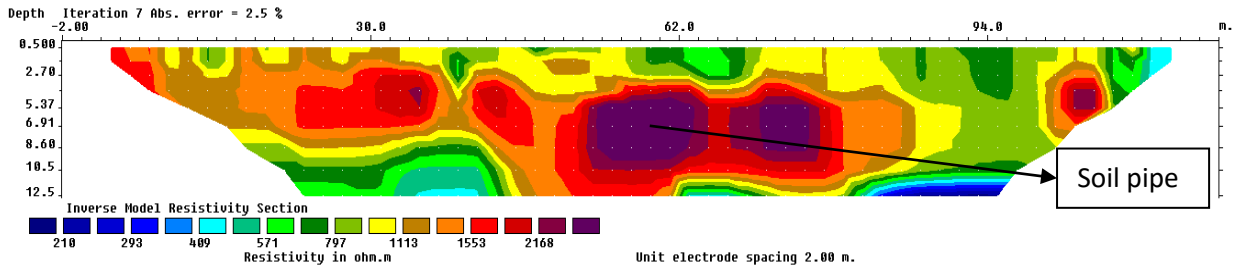 Depth Iteration 7 Abs. error = 2.5 %
-2.00 30.0 62.0 94.0 m.
0.500
2.70
5.37
6.91
8.60
10.5
12.5
Soil pipe
Inverse Model Resistivity Section
210 293 409 571 797 1113 1553 2168
Resistivity in ohm.m Unit electrode spacing 2.00 m.